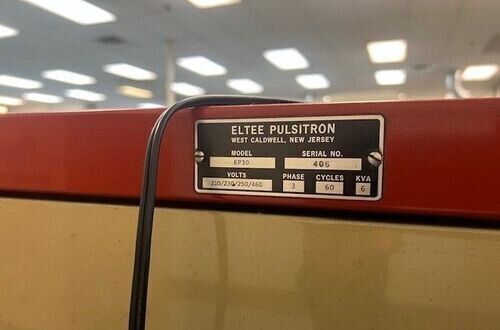 ELTEE PULSITRON
WEST CALDWELL, NEW JERSEY
MODEL SERIAL NO.
EP30 406
VOLTS PHASE CYCLES KVA
210/230/250/460 3 60 6